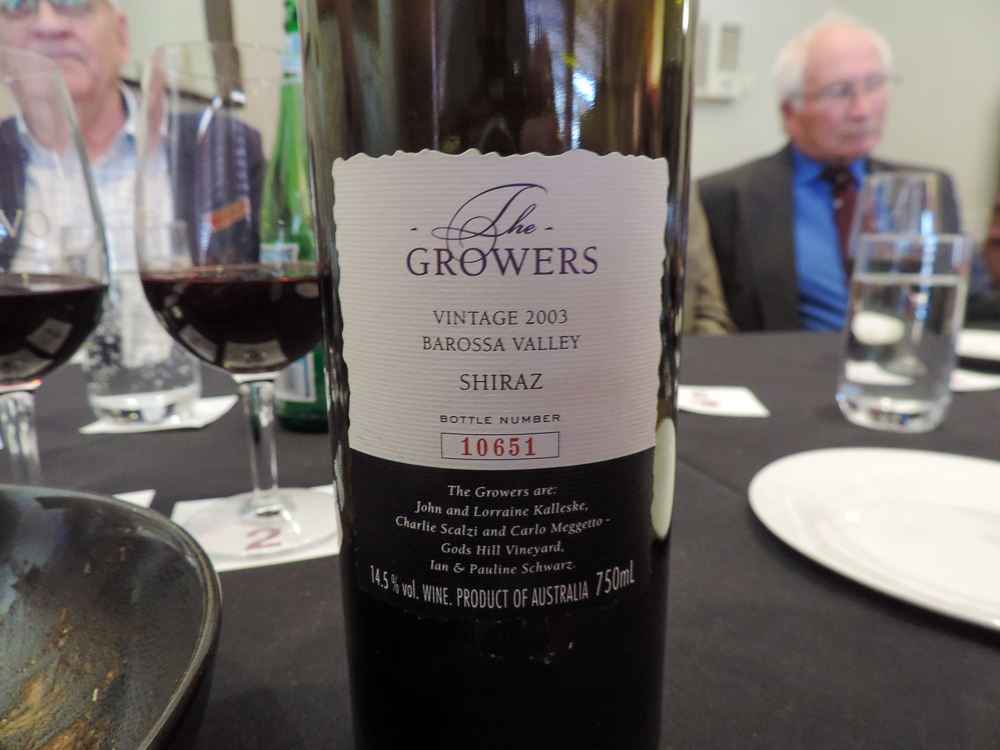 - The -
GROWERS
VINTAGE 2003
BAROSSA VALLEY
SHIRAZ
BOTTLE NUMBER
10651
The Growers are:
John and Lorraine Kalleske,
Charlie Scalzi and Carlo Meggetto -
Gods Hill Vineyard,
Ian & Pauline Schwarz.
14.5% vol. WINE. PRODUCT OF AUSTRALIA 750mL
2